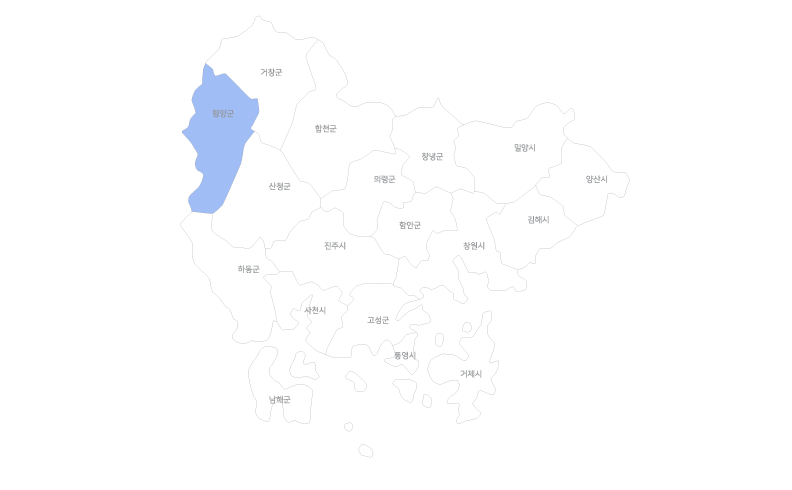 거창군
함양군
합천군
밀양시
창녕군
의령군
양산시
산청군
김해시
함안군
진주시
창원시
하동군
사천시
고성군
통영시
거제시
남해군